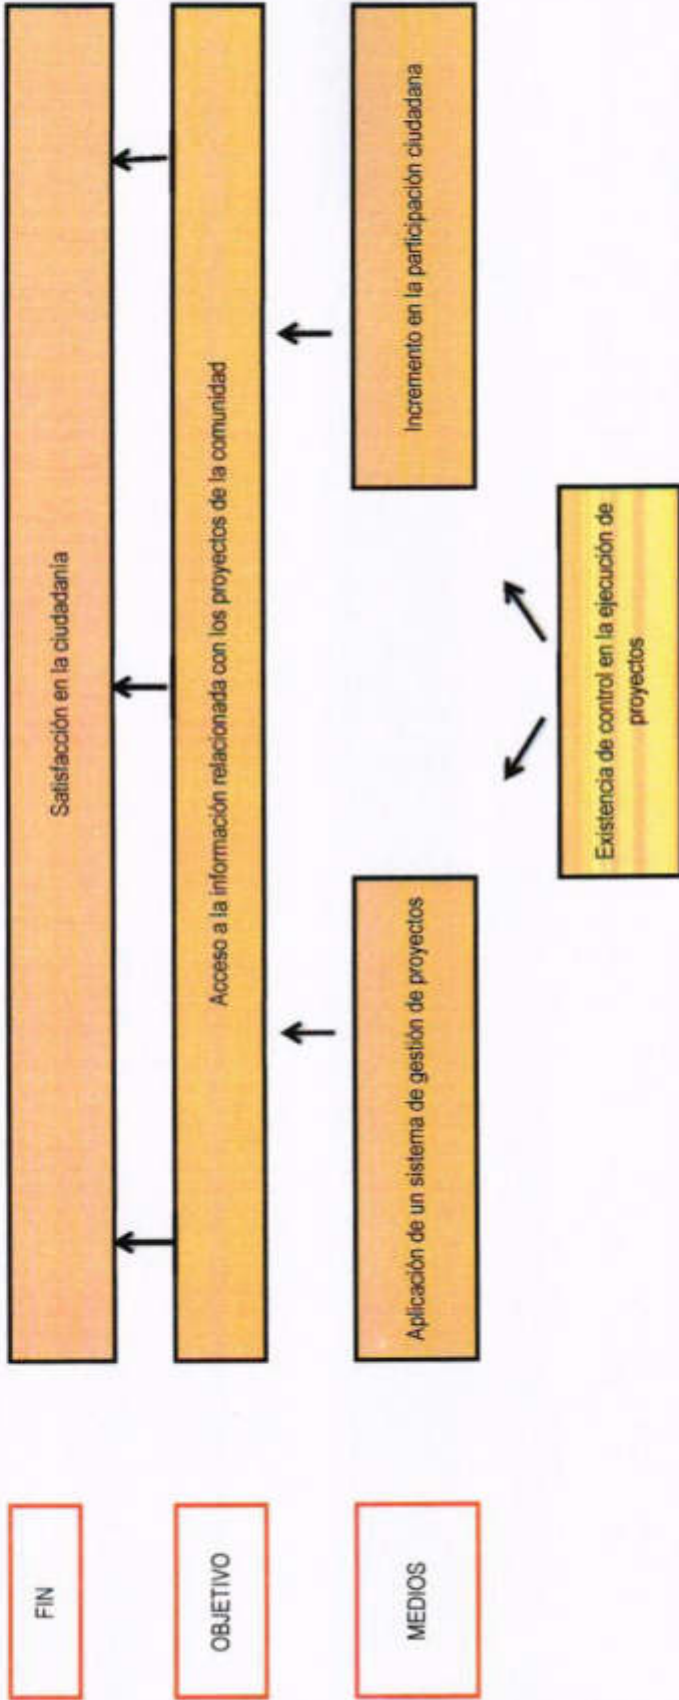 FIN
Satisfacción en la ciudadanía
OBJETIVO
Acceso a la información relacionada con los proyectos de la comunidad
MEDIOS
Aplicación de un sistema de gestión de proyectos
Incremento en la participación ciudadana
Existencia de control en la ejecución de
proyectos